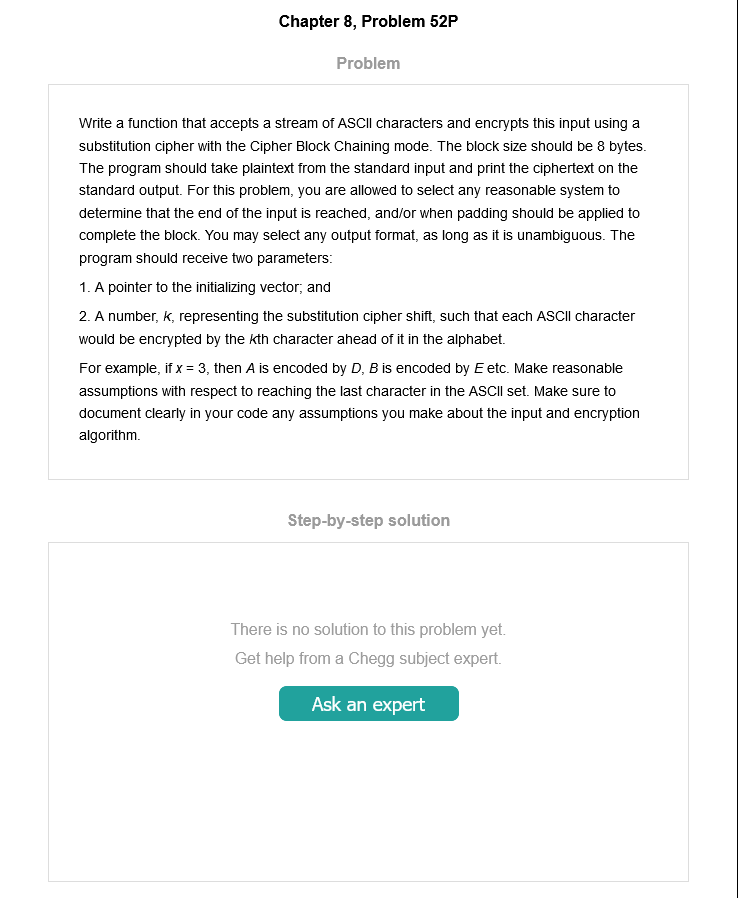 Chapter 8, Problem 52P
Problem
Write a function that accepts a stream of ASCII characters and encrypts this input using a
substitution cipher with the Cipher Block Chaining mode. The block size should be 8 bytes.
The program should take plaintext from the standard input and print the ciphertext on the
standard output. For this problem, you are allowed to select any reasonable system to
determine that the end of the input is reached, and/or when padding should be applied to
complete the block. You may select any output format, as long as it is unambiguous. The
program should receive two parameters:
1. A pointer to the initializing vector; and
2. A number, k, representing the substitution cipher shift, such that each ASCII character
would be encrypted by the kth character ahead of it in the alphabet.
For example, if x = 3, then A is encoded by D, B is encoded by E etc. Make reasonable
assumptions with respect to reaching the last character in the ASCII set. Make sure to
document clearly in your code any assumptions you make about the input and encryption
algorithm.
Step-by-step solution
There is no solution to this problem yet.
Get help from a Chegg subject expert.
Ask an expert